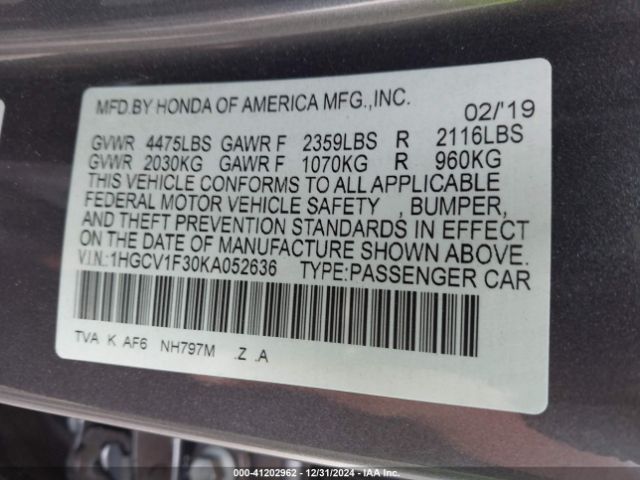 MFD.BY HONDA OF AMERICA MFG.,INC. 02/'19
GVWR 4475LBS GAWR F 2359LBS R 2116LBS
GVWR 2030KG GAWR F 1070KG R 960KG
THIS VEHICLE CONFORMS TO ALL APPLICABLE
FEDERAL MOTOR VEHICLE SAFETY , BUMPER,
AND THEFT PREVENTION STANDARDS IN EFFECT
ON THE DATE OF MANUFACTURE SHOWN ABOVE.
V.I.N.:1HGCV1F30KA052636 TYPE:PASSENGER CAR
TVA K AF6 NH797M .Z .A
000-41202962 - 12/31/2024 - IAA Inc.